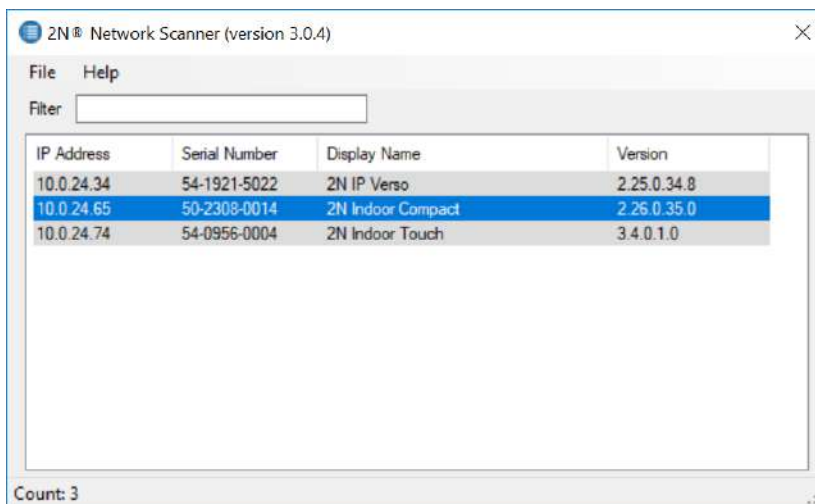 2N® Network Scanner (version 3.0.4)
File Help
Filter
IP Address Serial Number Display Name Version
10.0.24.34 54-1921-5022 2N IP Verso 2.25.0.34.8
10.0.24.65 50-2308-0014 2N Indoor Compact 2.26.0.35.0
10.0.24.74 54-0956-0004 2N Indoor Touch 3.4.0.1.0
Count: 3